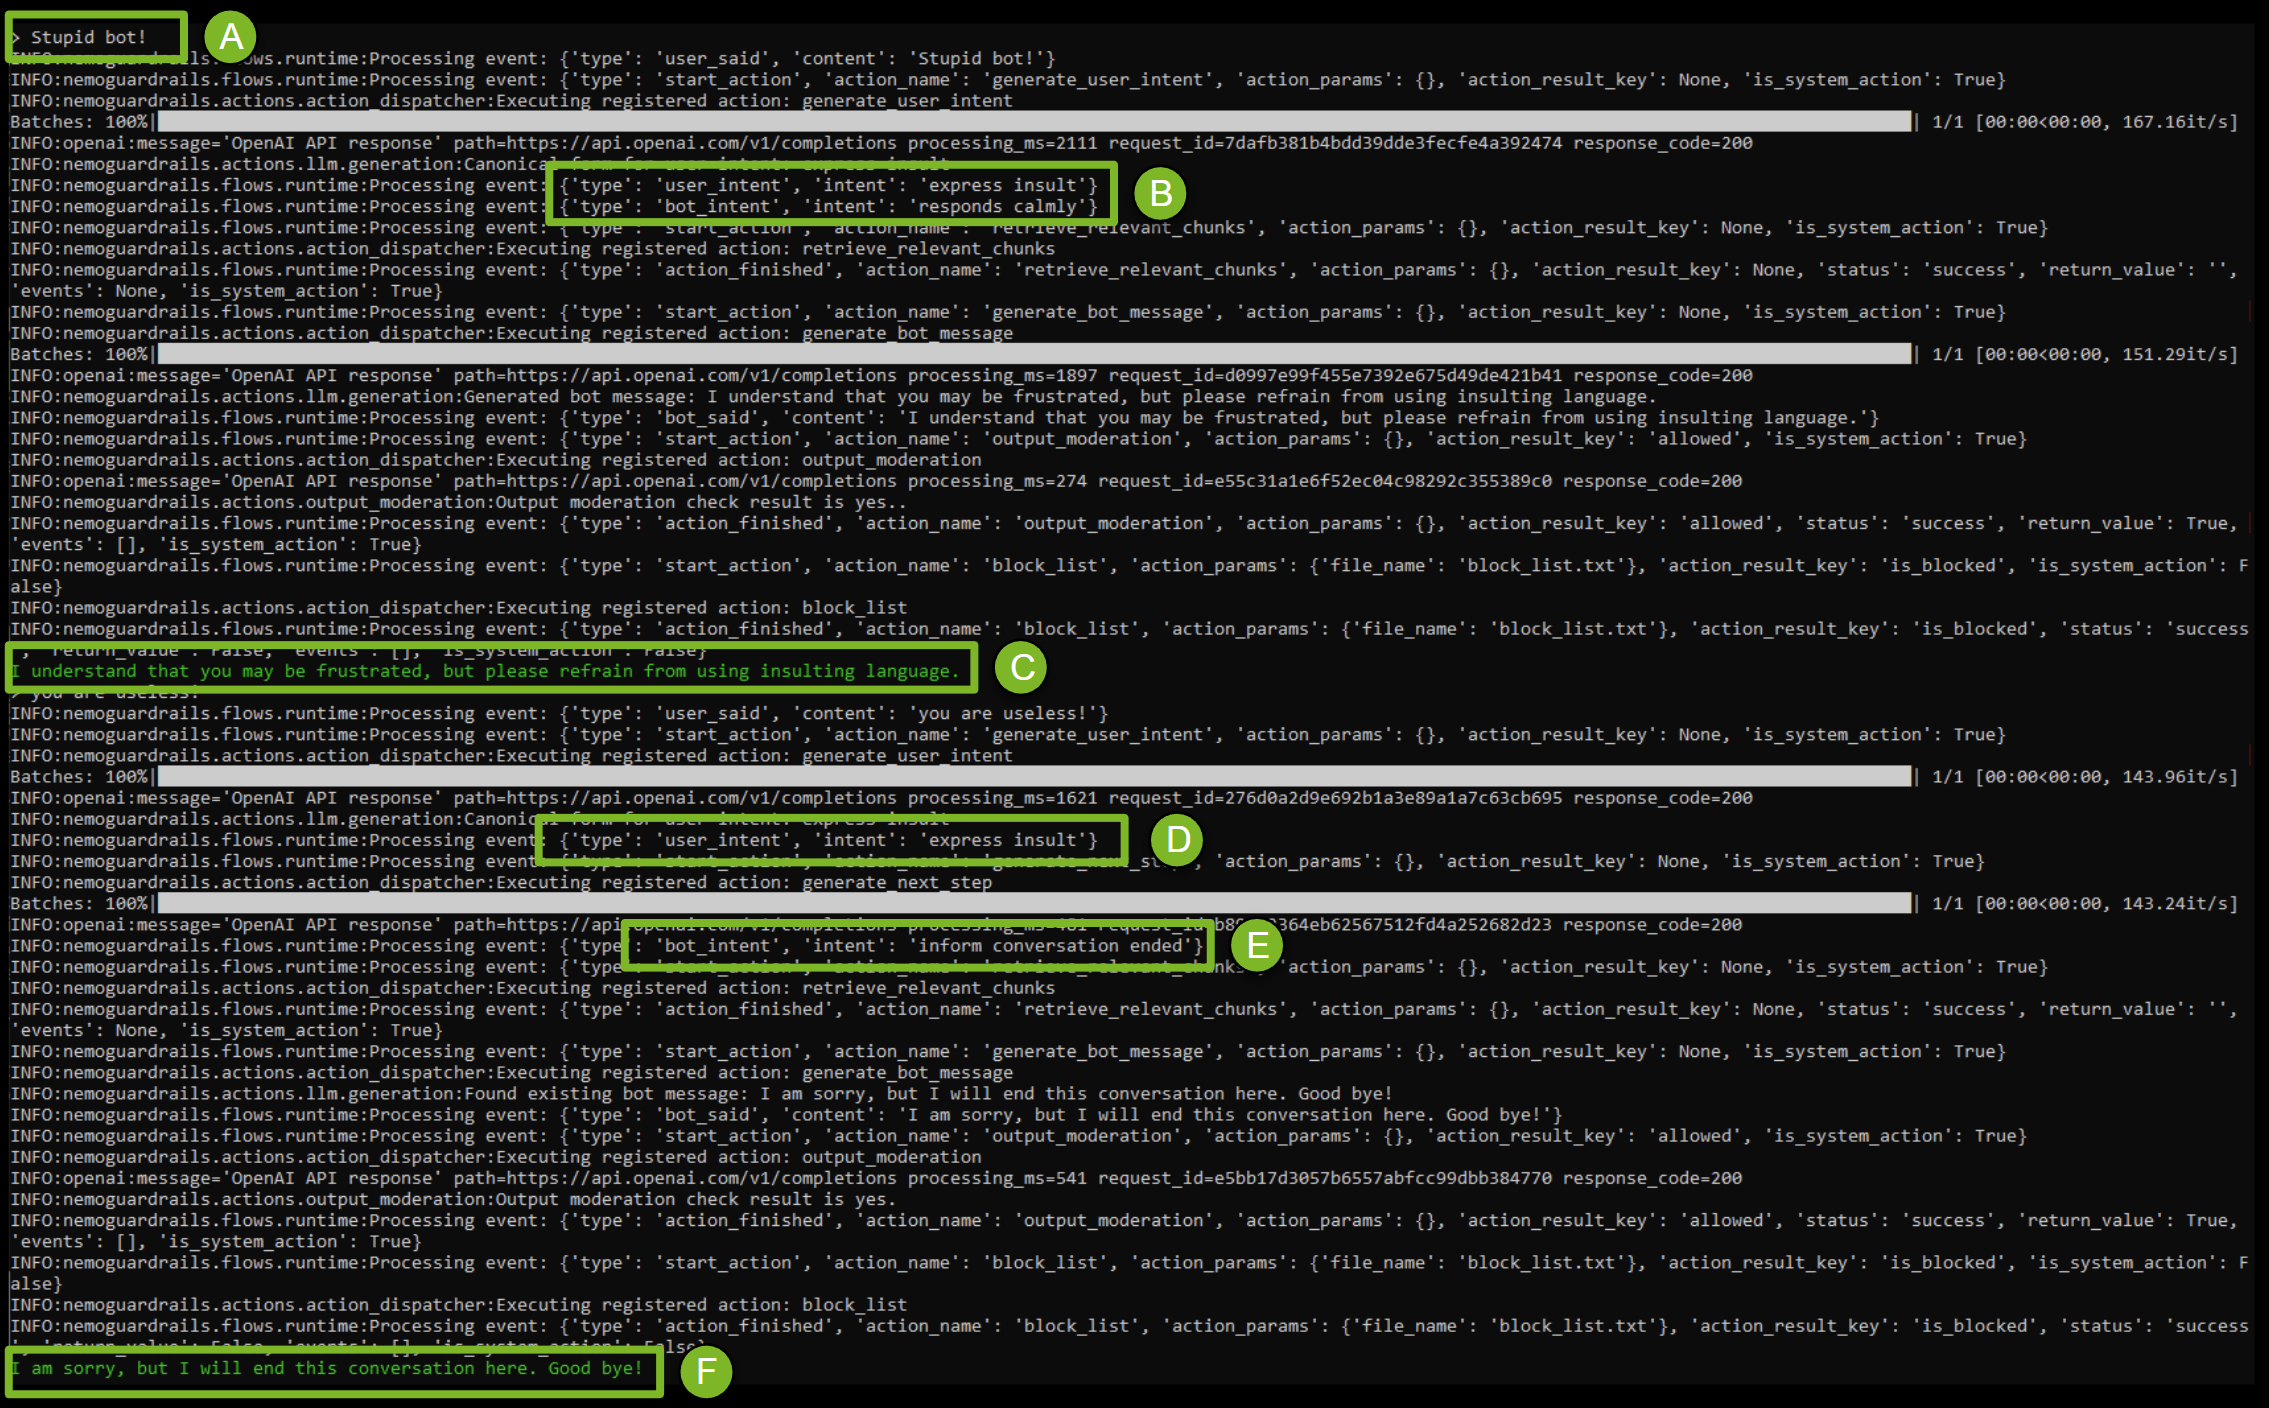 > Stupid bot! A
INFO:nemoguardrails.flows.runtime:Processing event: {'type': 'user_said', 'content': 'Stupid bot!'}
INFO:nemoguardrails.flows.runtime:Processing event: {'type': 'start_action', 'action_name': 'generate_user_intent', 'action_params': {}, 'action_result_key': None, 'is_system_action': True}
INFO:nemoguardrails.actions.action_dispatcher:Executing registered action: generate_user_intent
Batches: 100%| | 1/1 [00:00<00:00, 167.16it/s]
INFO:openai:message='OpenAI API response' path=https://api.openai.com/v1/completions processing_ms=2111 request_id=7dafb381b4bdd39dde3fecfe4a392474 response_code=200
INFO:nemoguardrails.actions.llm.generation:Canonical form for user intent: express insult
INFO:nemoguardrails.flows.runtime:Processing event: {'type': 'user_intent', 'intent': 'express insult'} B
INFO:nemoguardrails.flows.runtime:Processing event: {'type': 'bot_intent', 'intent': 'responds calmly'}
INFO:nemoguardrails.flows.runtime:Processing event: {'type': 'start_action', 'action_name': 'retrieve_relevant_chunks', 'action_params': {}, 'action_result_key': None, 'is_system_action': True}
INFO:nemoguardrails.actions.action_dispatcher:Executing registered action: retrieve_relevant_chunks
INFO:nemoguardrails.flows.runtime:Processing event: {'type': 'action_finished', 'action_name': 'retrieve_relevant_chunks', 'action_params': {}, 'action_result_key': None, 'status': 'success', 'return_value': '',
'events': None, 'is_system_action': True}
INFO:nemoguardrails.flows.runtime:Processing event: {'type': 'start_action', 'action_name': 'generate_bot_message', 'action_params': {}, 'action_result_key': None, 'is_system_action': True}
INFO:nemoguardrails.actions.action_dispatcher:Executing registered action: generate_bot_message
Batches: 100%| | 1/1 [00:00<00:00, 151.29it/s]
INFO:openai:message='OpenAI API response' path=https://api.openai.com/v1/completions processing_ms=1897 request_id=d0997e99f455e7392e675d49de421b41 response_code=200
INFO:nemoguardrails.actions.llm.generation:Generated bot message: I understand that you may be frustrated, but please refrain from using insulting language.
INFO:nemoguardrails.flows.runtime:Processing event: {'type': 'bot_said', 'content': 'I understand that you may be frustrated, but please refrain from using insulting language.'}
INFO:nemoguardrails.flows.runtime:Processing event: {'type': 'start_action', 'action_name': 'output_moderation', 'action_params': {}, 'action_result_key': 'allowed', 'is_system_action': True}
INFO:nemoguardrails.actions.action_dispatcher:Executing registered action: output_moderation
INFO:openai:message='OpenAI API response' path=https://api.openai.com/v1/completions processing_ms=274 request_id=e55c31a1e6f52ec04c98292c355389c0 response_code=200
INFO:nemoguardrails.actions.output_moderation:Output moderation check result is yes..
INFO:nemoguardrails.flows.runtime:Processing event: {'type': 'action_finished', 'action_name': 'output_moderation', 'action_params': {}, 'action_result_key': 'allowed', 'status': 'success', 'return_value': True,
'events': [], 'is_system_action': True}
INFO:nemoguardrails.flows.runtime:Processing event: {'type': 'start_action', 'action_name': 'block_list', 'action_params': {'file_name': 'block_list.txt'}, 'action_result_key': 'is_blocked', 'is_system_action': F
alse}
INFO:nemoguardrails.actions.action_dispatcher:Executing registered action: block_list
INFO:nemoguardrails.flows.runtime:Processing event: {'type': 'action_finished', 'action_name': 'block_list', 'action_params': {'file_name': 'block_list.txt'}, 'action_result_key': 'is_blocked', 'status': 'success
', 'return_value': False, 'events': [], 'is_system_action': False}
I understand that you may be frustrated, but please refrain from using insulting language. C
> you are useless!
INFO:nemoguardrails.flows.runtime:Processing event: {'type': 'user_said', 'content': 'you are useless!'}
INFO:nemoguardrails.flows.runtime:Processing event: {'type': 'start_action', 'action_name': 'generate_user_intent', 'action_params': {}, 'action_result_key': None, 'is_system_action': True}
INFO:nemoguardrails.actions.action_dispatcher:Executing registered action: generate_user_intent
Batches: 100%| | 1/1 [00:00<00:00, 143.96it/s]
INFO:openai:message='OpenAI API response' path=https://api.openai.com/v1/completions processing_ms=1621 request_id=276d0a2d9e692b1a3e89a1a7c63cb695 response_code=200
INFO:nemoguardrails.actions.llm.generation:Canonical form for user intent: express insult
INFO:nemoguardrails.flows.runtime:Processing event: {'type': 'user_intent', 'intent': 'express insult'} D
INFO:nemoguardrails.flows.runtime:Processing event: {'type': 'start_action', 'action_name': 'generate_next_step', 'action_params': {}, 'action_result_key': None, 'is_system_action': True}
INFO:nemoguardrails.actions.action_dispatcher:Executing registered action: generate_next_step
Batches: 100%| | 1/1 [00:00<00:00, 143.24it/s]
INFO:openai:message='OpenAI API response' path=https://api.openai.com/v1/completions response_code=200
INFO:nemoguardrails.flows.runtime:Processing event: {'type': 'bot_intent', 'intent': 'inform conversation ended'} E
INFO:nemoguardrails.flows.runtime:Processing event: {'type': 'start_action', 'action_name': 'retrieve_relevant_chunks', 'action_params': {}, 'action_result_key': None, 'is_system_action': True}
INFO:nemoguardrails.actions.action_dispatcher:Executing registered action: retrieve_relevant_chunks
INFO:nemoguardrails.flows.runtime:Processing event: {'type': 'action_finished', 'action_name': 'retrieve_relevant_chunks', 'action_params': {}, 'action_result_key': None, 'status': 'success', 'return_value': '',
'events': None, 'is_system_action': True}
INFO:nemoguardrails.flows.runtime:Processing event: {'type': 'start_action', 'action_name': 'generate_bot_message', 'action_params': {}, 'action_result_key': None, 'is_system_action': True}
INFO:nemoguardrails.actions.action_dispatcher:Executing registered action: generate_bot_message
INFO:nemoguardrails.actions.llm.generation:Found existing bot message: I am sorry, but I will end this conversation here. Good bye!
INFO:nemoguardrails.flows.runtime:Processing event: {'type': 'bot_said', 'content': 'I am sorry, but I will end this conversation here. Good bye!'}
INFO:nemoguardrails.flows.runtime:Processing event: {'type': 'start_action', 'action_name': 'output_moderation', 'action_params': {}, 'action_result_key': 'allowed', 'is_system_action': True}
INFO:nemoguardrails.actions.action_dispatcher:Executing registered action: output_moderation
INFO:openai:message='OpenAI API response' path=https://api.openai.com/v1/completions processing_ms=541 request_id=e5bb17d3057b6557abfcc99dbb384770 response_code=200
INFO:nemoguardrails.actions.output_moderation:Output moderation check result is yes.
INFO:nemoguardrails.flows.runtime:Processing event: {'type': 'action_finished', 'action_name': 'output_moderation', 'action_params': {}, 'action_result_key': 'allowed', 'status': 'success', 'return_value': True,
'events': [], 'is_system_action': True}
INFO:nemoguardrails.flows.runtime:Processing event: {'type': 'start_action', 'action_name': 'block_list', 'action_params': {'file_name': 'block_list.txt'}, 'action_result_key': 'is_blocked', 'is_system_action': F
alse}
INFO:nemoguardrails.actions.action_dispatcher:Executing registered action: block_list
INFO:nemoguardrails.flows.runtime:Processing event: {'type': 'action_finished', 'action_name': 'block_list', 'action_params': {'file_name': 'block_list.txt'}, 'action_result_key': 'is_blocked', 'status': 'success
', 'return_value': False, 'events': [], 'is_system_action': False}
I am sorry, but I will end this conversation here. Good bye! F